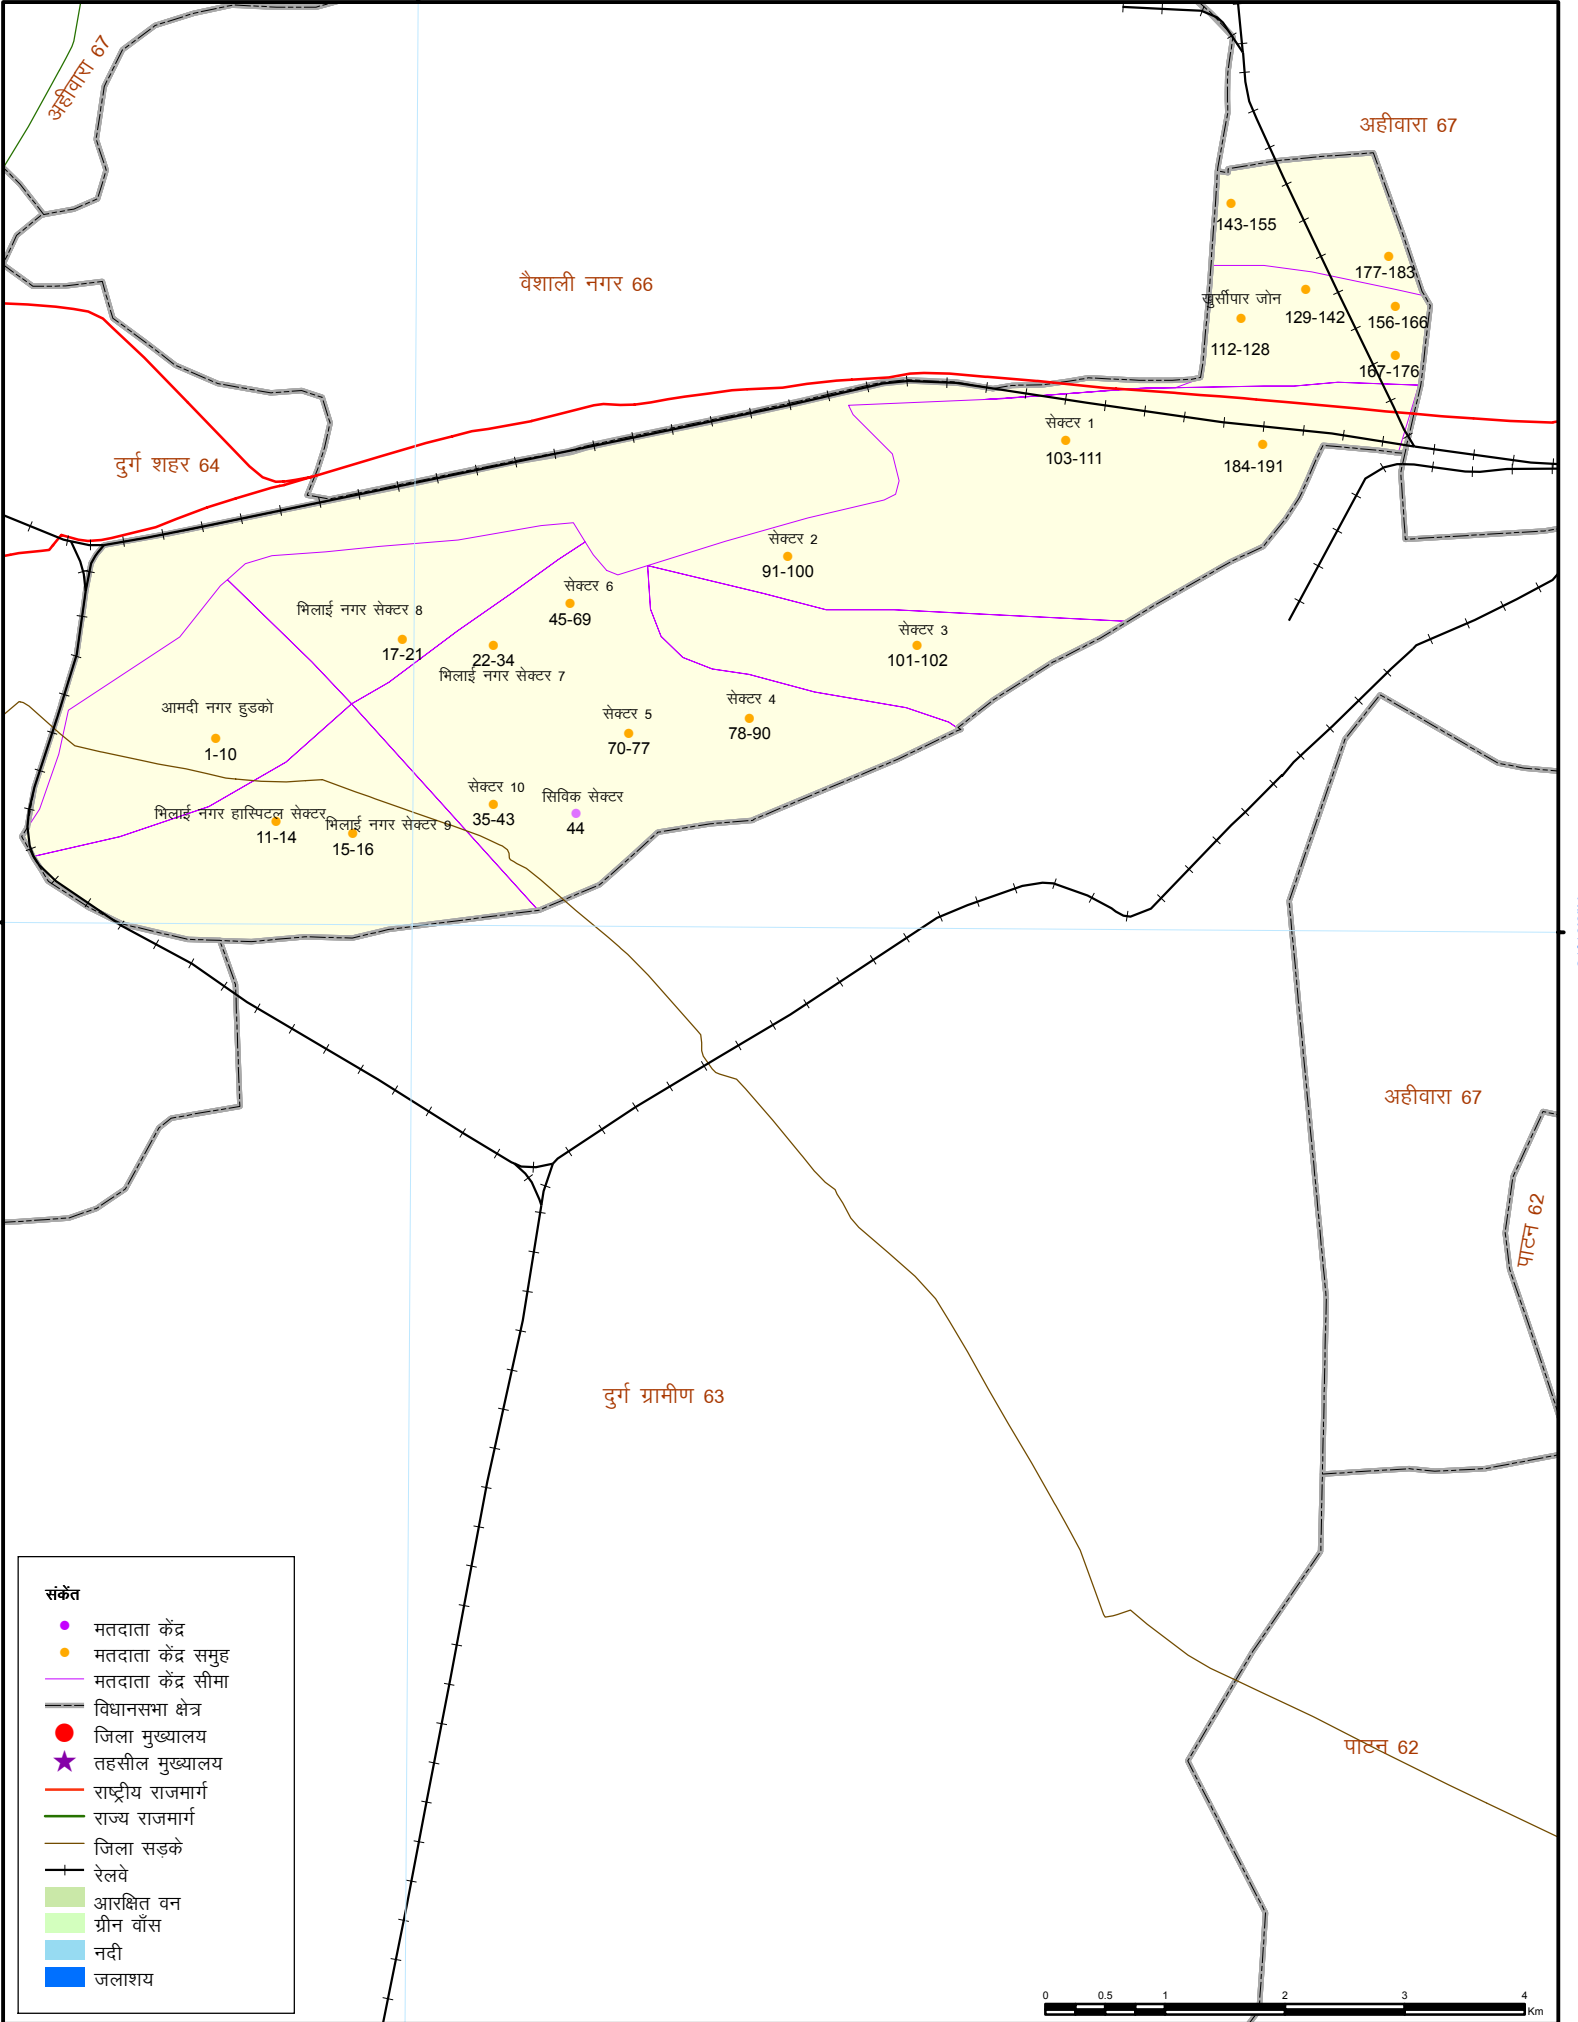 अहीवारा 67
अहीवारा 67
143-155
177-183
वैशाली नगर 66
खुर्सीपार जोन
129-142
156-166
112-128
167-176
सेक्टर 1
103-111
184-191
दुर्ग शहर 64
सेक्टर 2
91-100
सेक्टर 6
45-69
भिलाई नगर सेक्टर 8
17-21
22-34
भिलाई नगर सेक्टर 7
सेक्टर 3
101-102
आमदी नगर हुडको
1-10
सेक्टर 5
70-77
सेक्टर 4
78-90
सेक्टर 10
35-43
सिविक सेक्टर
44
भिलाई नगर हास्पिटल सेक्टर
11-14
भिलाई नगर सेक्टर 9
15-16
अहीवारा 67
पाटन 62
दुर्ग ग्रामीण 63
पाटन 62
संकेंत
मतदाता केंद्र
मतदाता केंद्र समुह
मतदाता केंद्र सीमा
विधानसभा क्षेत्र
जिला मुख्यालय
तहसील मुख्यालय
राष्ट्रीय राजमार्ग
राज्य राजमार्ग
जिला सड़के
रेलवे
आरक्षित वन
ग्रीन वाँस
नदी
जलाशय
0 0.5 1 2 3 4
Km